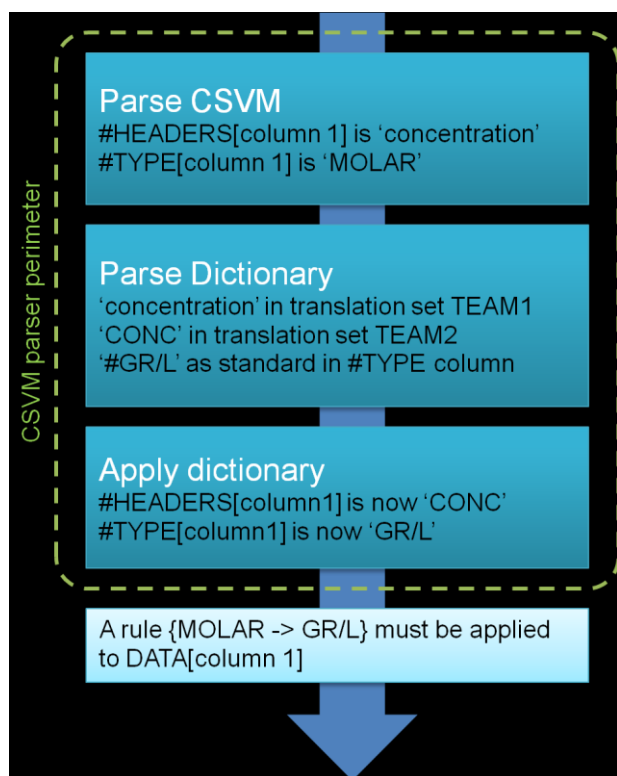 CSVM parser perimeter
Parse CSVM
#HEADERS[column 1] is ‘concentration’
#TYPE[column 1] is ‘MOLAR’
Parse Dictionary
‘concentration’ in translation set TEAM1
‘CONC’ in translation set TEAM2
‘#GR/L’ as standard in #TYPE column
Apply dictionary
#HEADERS[column1] is now ‘CONC’
#TYPE[column1] is now ‘GR/L’
A rule {MOLAR -> GR/L} must be applied
to DATA[column 1]